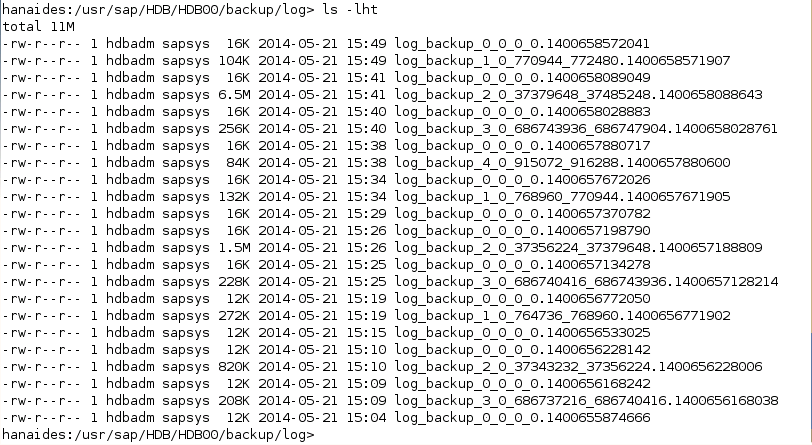 hanaides:/usr/sap/HDB/HDB00/backup/log> ls -lht
total 11M
-rw-r--r-- 1 hdbadm sapsys  16K 2014-05-21 15:49 log_backup_0_0_0_0.1400658572041
-rw-r--r-- 1 hdbadm sapsys 104K 2014-05-21 15:49 log_backup_1_0_770944_772480.1400658571907
-rw-r--r-- 1 hdbadm sapsys  16K 2014-05-21 15:41 log_backup_0_0_0_0.1400658089049
-rw-r--r-- 1 hdbadm sapsys 6.5M 2014-05-21 15:41 log_backup_2_0_37379648_37485248.1400658088643
-rw-r--r-- 1 hdbadm sapsys  16K 2014-05-21 15:40 log_backup_0_0_0_0.1400658028883
-rw-r--r-- 1 hdbadm sapsys 256K 2014-05-21 15:40 log_backup_3_0_686743936_686747904.1400658028761
-rw-r--r-- 1 hdbadm sapsys  16K 2014-05-21 15:38 log_backup_0_0_0_0.1400657880717
-rw-r--r-- 1 hdbadm sapsys  84K 2014-05-21 15:38 log_backup_4_0_915072_916288.1400657880600
-rw-r--r-- 1 hdbadm sapsys  16K 2014-05-21 15:34 log_backup_0_0_0_0.1400657672026
-rw-r--r-- 1 hdbadm sapsys 132K 2014-05-21 15:34 log_backup_1_0_768960_770944.1400657671905
-rw-r--r-- 1 hdbadm sapsys  16K 2014-05-21 15:29 log_backup_0_0_0_0.1400657370782
-rw-r--r-- 1 hdbadm sapsys  16K 2014-05-21 15:26 log_backup_0_0_0_0.1400657198790
-rw-r--r-- 1 hdbadm sapsys 1.5M 2014-05-21 15:26 log_backup_2_0_37356224_37379648.1400657188809
-rw-r--r-- 1 hdbadm sapsys  16K 2014-05-21 15:25 log_backup_0_0_0_0.1400657134278
-rw-r--r-- 1 hdbadm sapsys 228K 2014-05-21 15:25 log_backup_3_0_686740416_686743936.1400657128214
-rw-r--r-- 1 hdbadm sapsys  12K 2014-05-21 15:19 log_backup_0_0_0_0.1400656772050
-rw-r--r-- 1 hdbadm sapsys 272K 2014-05-21 15:19 log_backup_1_0_764736_768960.1400656771902
-rw-r--r-- 1 hdbadm sapsys  12K 2014-05-21 15:15 log_backup_0_0_0_0.1400656533025
-rw-r--r-- 1 hdbadm sapsys  12K 2014-05-21 15:10 log_backup_0_0_0_0.1400656228142
-rw-r--r-- 1 hdbadm sapsys 820K 2014-05-21 15:10 log_backup_2_0_37343232_37356224.1400656228006
-rw-r--r-- 1 hdbadm sapsys  12K 2014-05-21 15:09 log_backup_0_0_0_0.1400656168242
-rw-r--r-- 1 hdbadm sapsys 208K 2014-05-21 15:09 log_backup_3_0_686737216_686740416.1400656168038
-rw-r--r-- 1 hdbadm sapsys  12K 2014-05-21 15:04 log_backup_0_0_0_0.1400655874666
hanaides:/usr/sap/HDB/HDB00/backup/log>